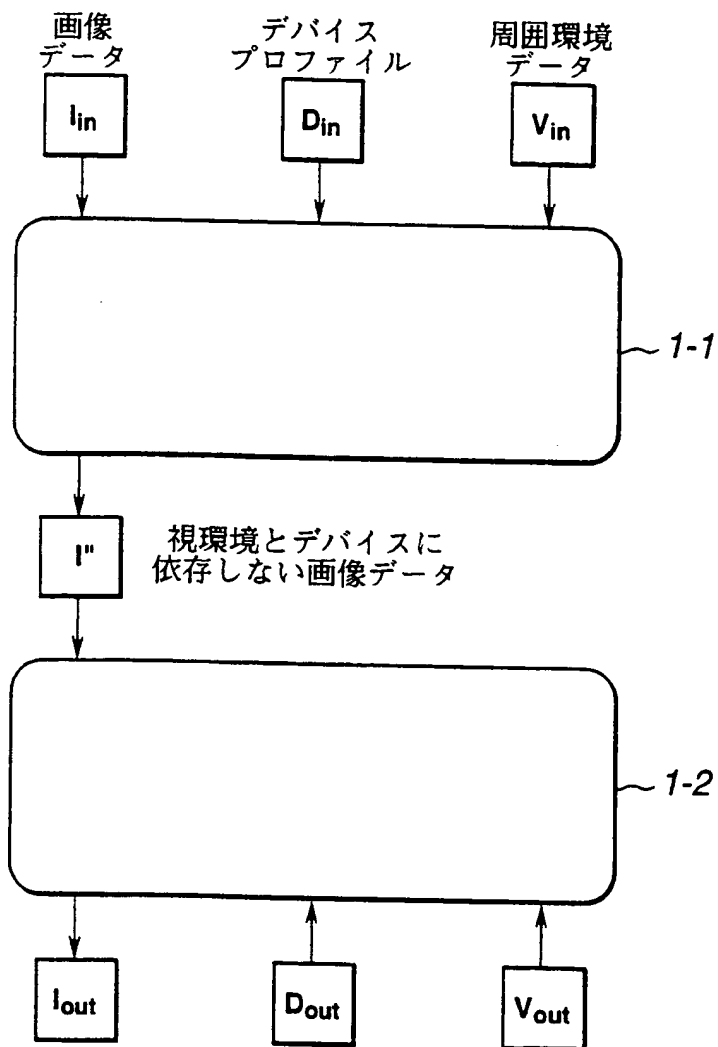 画像
データ
デバイス
プロファイル
周囲環境
データ
Iin
Din
Vin
1-1
I"
視環境とデバイスに
依存しない画像データ
1-2
Iout
Dout
Vout